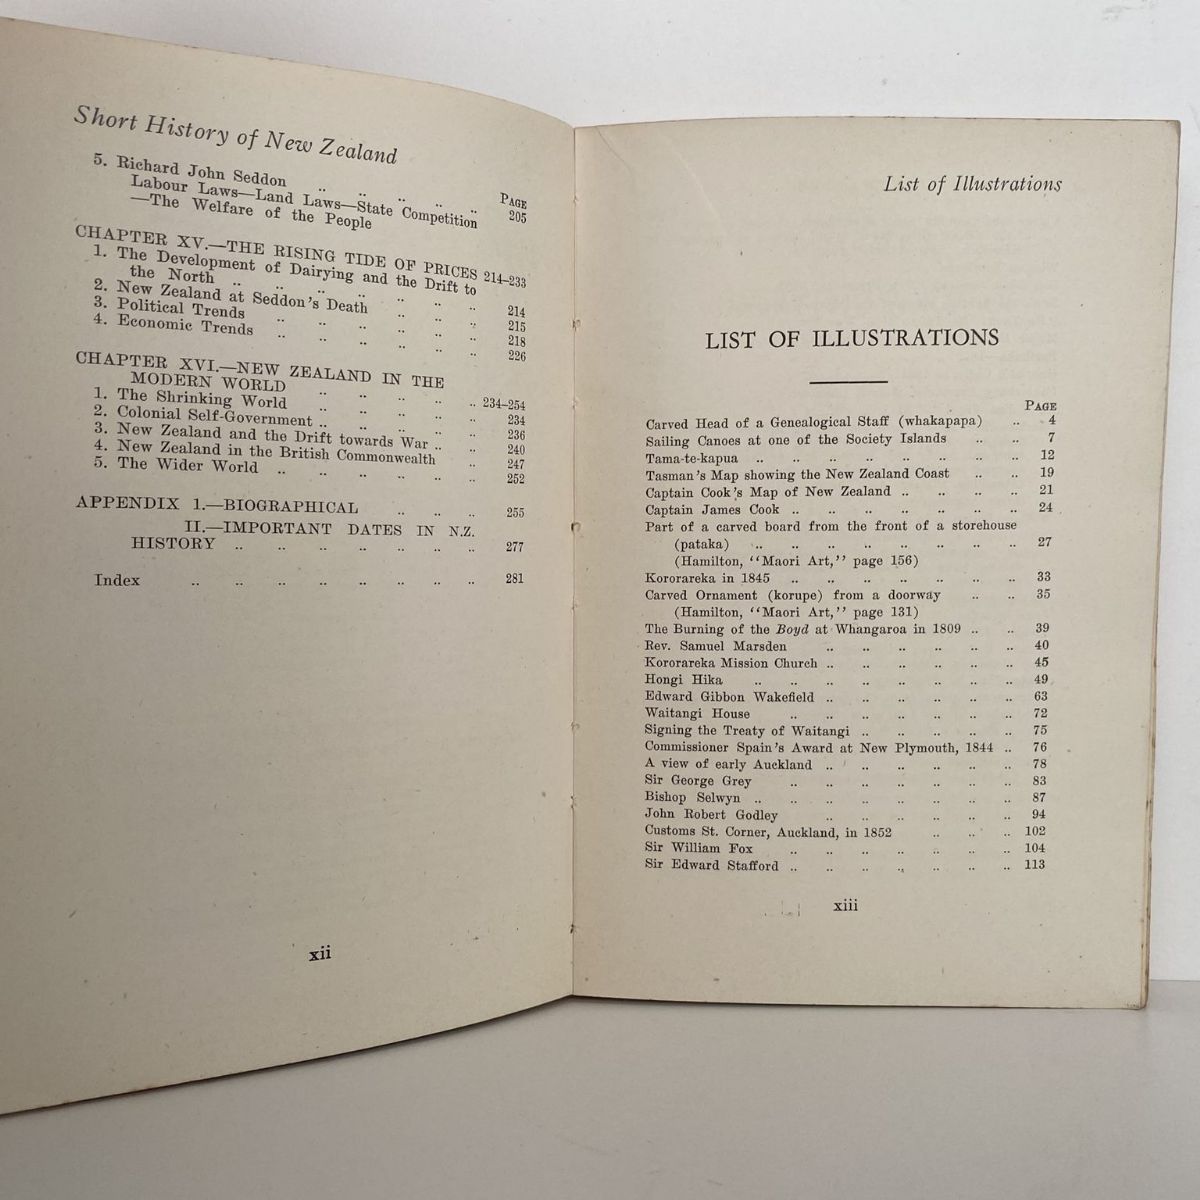 Short History of New Zealand
PAGE
5. Richard John Seddon .. .. .. .. .. 205
Labour Laws—Land Laws—State Competition
—The Welfare of the People
CHAPTER XV.—THE RISING TIDE OF PRICES 214–233
1. The Development of Dairying and the Drift to
the North .. .. .. .. .. .. .. 214
2. New Zealand at Seddon's Death .. .. .. 215
3. Political Trends .. .. .. .. .. .. 218
4. Economic Trends .. .. .. .. .. .. 226
CHAPTER XVI.—NEW ZEALAND IN THE
MODERN WORLD .. .. .. .. .. 234–254
1. The Shrinking World .. .. .. .. .. 234
2. Colonial Self-Government .. .. .. .. .. 236
3. New Zealand and the Drift towards War .. .. 240
4. New Zealand in the British Commonwealth .. 247
5. The Wider World .. .. .. .. .. .. 252
APPENDIX 1.—BIOGRAPHICAL .. .. .. 255
II.—IMPORTANT DATES IN N.Z.
HISTORY .. .. .. .. .. .. .. 277
Index .. .. .. .. .. .. .. .. 281
xii
List of Illustrations
LIST OF ILLUSTRATIONS
PAGE
Carved Head of a Genealogical Staff (whakapapa) .. 4
Sailing Canoes at one of the Society Islands .. .. 7
Tama-te-kapua .. .. .. .. .. .. .. .. 12
Tasman's Map showing the New Zealand Coast .. .. 19
Captain Cook's Map of New Zealand .. .. .. .. 21
Captain James Cook .. .. .. .. .. .. .. 24
Part of a carved board from the front of a storehouse
(pataka) .. .. .. .. .. .. .. .. 27
(Hamilton, ‘‘Maori Art,’’ page 156)
Kororareka in 1845 .. .. .. .. .. .. .. 33
Carved Ornament (korupe) from a doorway .. .. 35
(Hamilton, ‘‘Maori Art,’’ page 131)
The Burning of the Boyd at Whangaroa in 1809 .. .. 39
Rev. Samuel Marsden .. .. .. .. .. .. 40
Kororareka Mission Church .. .. .. .. .. .. 45
Hongi Hika .. .. .. .. .. .. .. .. 49
Edward Gibbon Wakefield .. .. .. .. .. .. 63
Waitangi House .. .. .. .. .. .. .. 72
Signing the Treaty of Waitangi .. .. .. .. .. 75
Commissioner Spain's Award at New Plymouth, 1844 .. 76
A view of early Auckland .. .. .. .. .. .. 78
Sir George Grey .. .. .. .. .. .. .. 83
Bishop Selwyn .. .. .. .. .. .. .. .. 87
John Robert Godley .. .. .. .. .. .. 94
Customs St. Corner, Auckland, in 1852 .. .. .. 102
Sir William Fox .. .. .. .. .. .. .. 104
Sir Edward Stafford .. .. .. .. .. .. .. 113
xiii